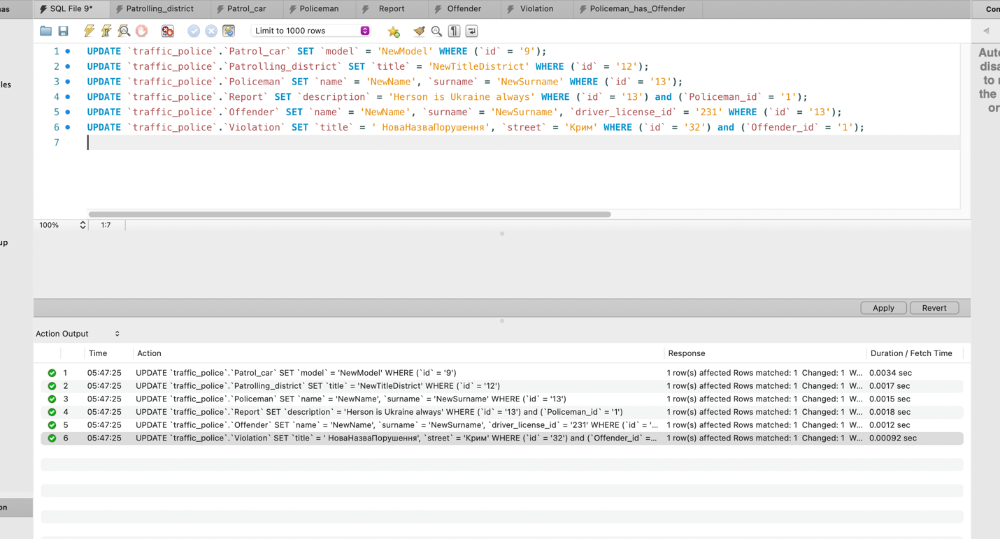 as
SQL File 9*
Patrolling_district
Patrol_car
Policeman
Report
Offender
Violation
Policeman_has_Offender
Con
Limit to 1000 rows
1 UPDATE `traffic_police`.`Patrol_car` SET `model` = 'NewModel' WHERE (`id` = '9');
2 UPDATE `traffic_police`.`Patrolling_district` SET `title` = 'NewTitleDistrict' WHERE (`id` = '12');
3 UPDATE `traffic_police`.`Policeman` SET `name` = 'NewName', `surname` = 'NewSurname' WHERE (`id` = '13');
4 UPDATE `traffic_police`.`Report` SET `description` = 'Herson is Ukraine always' WHERE (`id` = '13') and (`Policeman_id` = '1');
5 UPDATE `traffic_police`.`Offender` SET `name` = 'NewName', `surname` = 'NewSurname', `driver_license_id` = '231' WHERE (`id` = '13');
6 UPDATE `traffic_police`.`Violation` SET `title` = ' НоваНазваПорушення', `street` = 'Крим' WHERE (`id` = '32') and (`Offender_id` = '1');
7
Auto
disa
to
the
or
les
up
100%
1:7
Apply
Revert
Action Output
Time Action Response Duration / Fetch Time
1 05:47:25 UPDATE `traffic_police`.`Patrol_car` SET `model` = 'NewModel' WHERE (`id` = '9') 1 row(s) affected Rows matched: 1 Changed: 1 W... 0.0034 sec
2 05:47:25 UPDATE `traffic_police`.`Patrolling_district` SET `title` = 'NewTitleDistrict' WHERE (`id` = '12') 1 row(s) affected Rows matched: 1 Changed: 1 W... 0.0017 sec
3 05:47:25 UPDATE `traffic_police`.`Policeman` SET `name` = 'NewName', `surname` = 'NewSurname' WHERE (`id` = '13') 1 row(s) affected Rows matched: 1 Changed: 1 W... 0.0015 sec
4 05:47:25 UPDATE `traffic_police`.`Report` SET `description` = 'Herson is Ukraine always' WHERE (`id` = '13') and (`Policeman_id` = '1') 1 row(s) affected Rows matched: 1 Changed: 1 W... 0.0018 sec
5 05:47:25 UPDATE `traffic_police`.`Offender` SET `name` = 'NewName', `surname` = 'NewSurname', `driver_license_id` = '231' WHERE (`id` = '... 1 row(s) affected Rows matched: 1 Changed: 1 W... 0.0012 sec
6 05:47:25 UPDATE `traffic_police`.`Violation` SET `title` = ' НоваНазваПорушення', `street` = 'Крим' WHERE (`id` = '32') and (`Offender_id` =... 1 row(s) affected Rows matched: 1 Changed: 1 W... 0.00092 sec
on